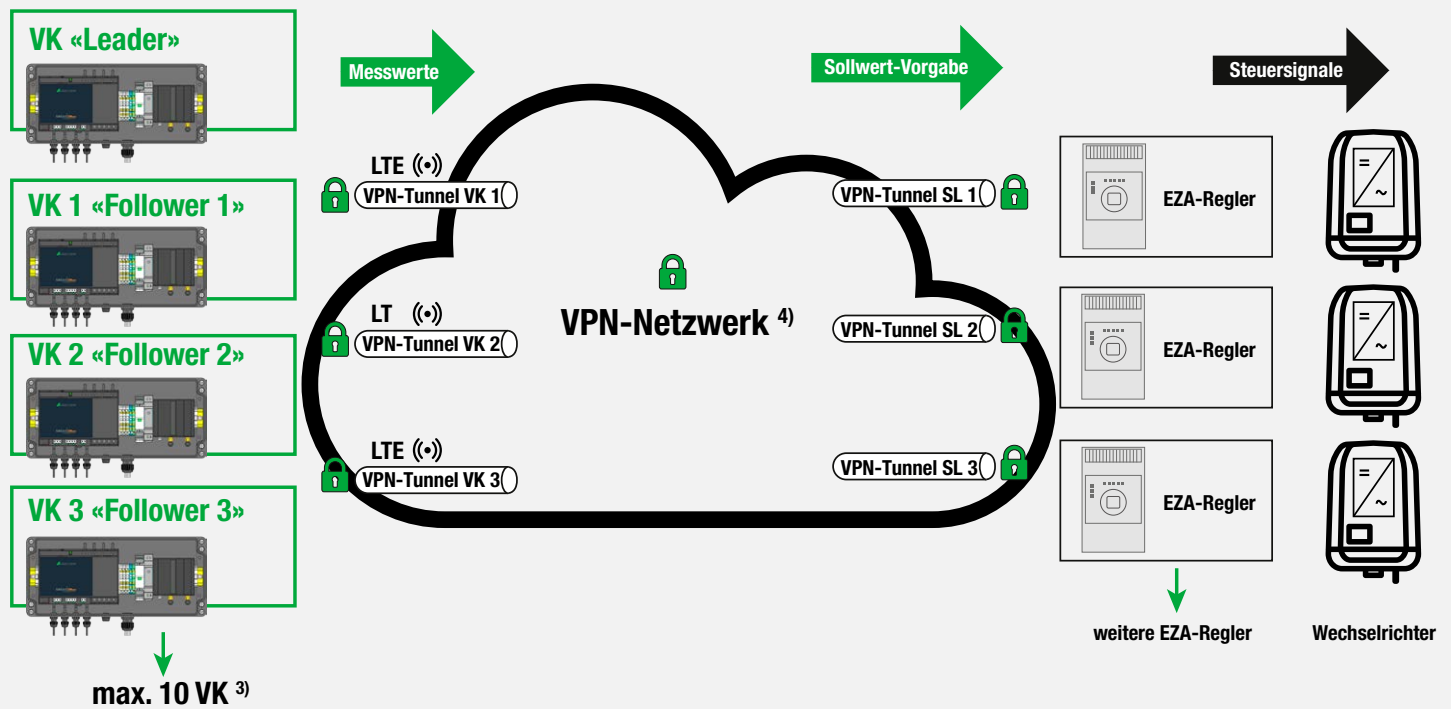 VK «Leader»
Messwerte
Sollwert-Vorgabe
Steuersignale
LTE
VPN-Tunnel VK 1
VPN-Tunnel SL 1
EZA-Regler
VK 1 «Follower 1»
VPN-Netzwerk 4)
LT
VPN-Tunnel VK 2
VPN-Tunnel SL 2
EZA-Regler
VK 2 «Follower 2»
LTE
VPN-Tunnel VK 3
VPN-Tunnel SL 3
EZA-Regler
VK 3 «Follower 3»
weitere EZA-Regler
Wechselrichter
max. 10 VK 3)